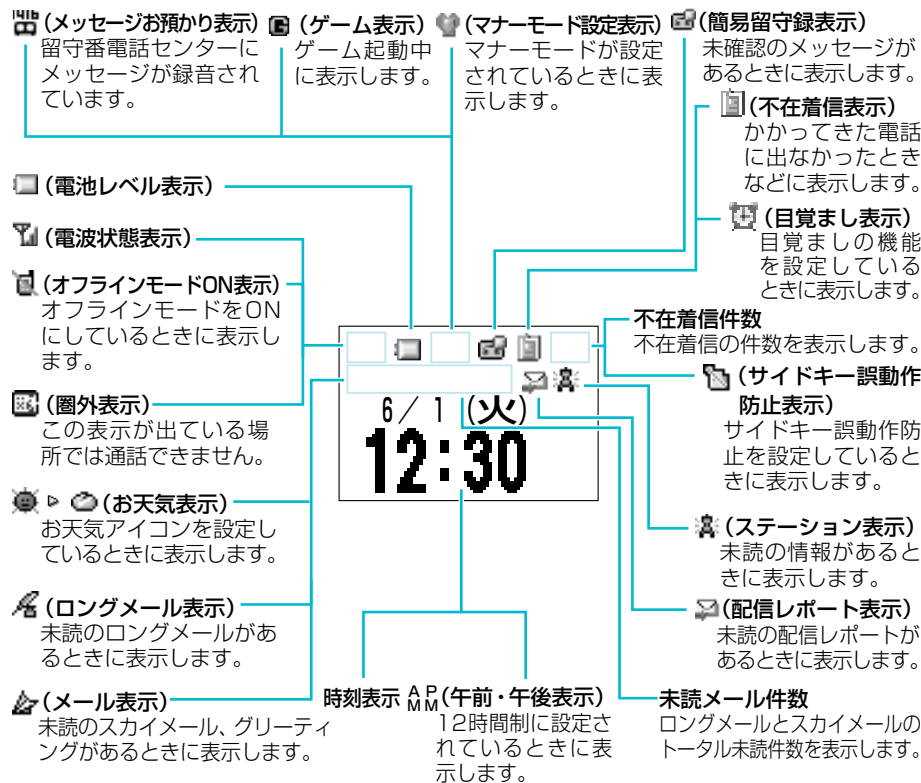 (メッセージお預かり表示)
留守番電話センターに
メッセージが録音され
ています。
(ゲーム表示)
ゲーム起動中
に表示します。
(マナーモード設定表示)
マナーモードが設定
されているときに表
示します。
(簡易留守録表示)
未確認のメッセージが
あるときに表示します。
(不在着信表示)
かかってきた電話
に出なかったとき
などに表示します。
(目覚まし表示)
目覚ましの機能
を設定している
ときに表示します。
(電池レベル表示)
(電波状態表示)
(オフラインモードON表示)
オフラインモードをON
にしているときに表示し
ます。
(圏外表示)
この表示が出ている場
所では通話できません。
(お天気表示)
お天気アイコンを設定し
ているときに表示します。
(ロングメール表示)
未読のロングメールがあ
るときに表示します。
(メール表示)
未読のスカイメール、グリーティ
ングがあるときに表示します。
6/ 1 (火)
12:30
不在着信件数
不在着信の件数を表示します。
(サイドキー誤動作
防止表示)
サイドキー誤動作防
止を設定していると
きに表示します。
(ステーション表示)
未読の情報があると
きに表示します。
(配信レポート表示)
未読の配信レポートが
あるときに表示します。
時刻表示 AM PM(午前・午後表示)
12時間制に設定さ
れているときに表
示します。
未読メール件数
ロングメールとスカイメールの
トータル未読件数を表示します。